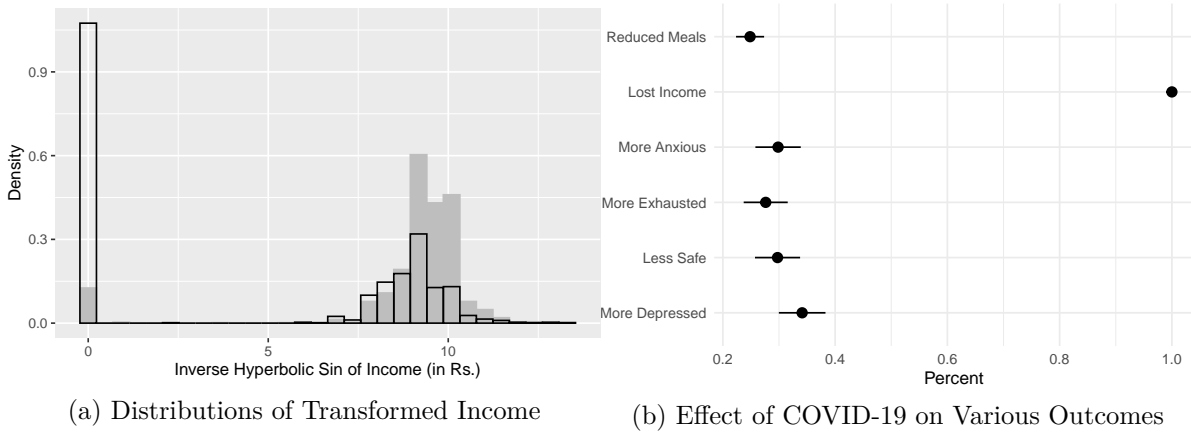 Density
0.9
0.6
0.3
0.0
0
5
10
Inverse Hyperbolic Sin of Income (in Rs.)
(a) Distributions of Transformed Income
Reduced Meals
Lost Income
More Anxious
More Exhausted
Less Safe
More Depressed
0.2
0.4
0.6
0.8
1.0
Percent
(b) Effect of COVID-19 on Various Outcomes